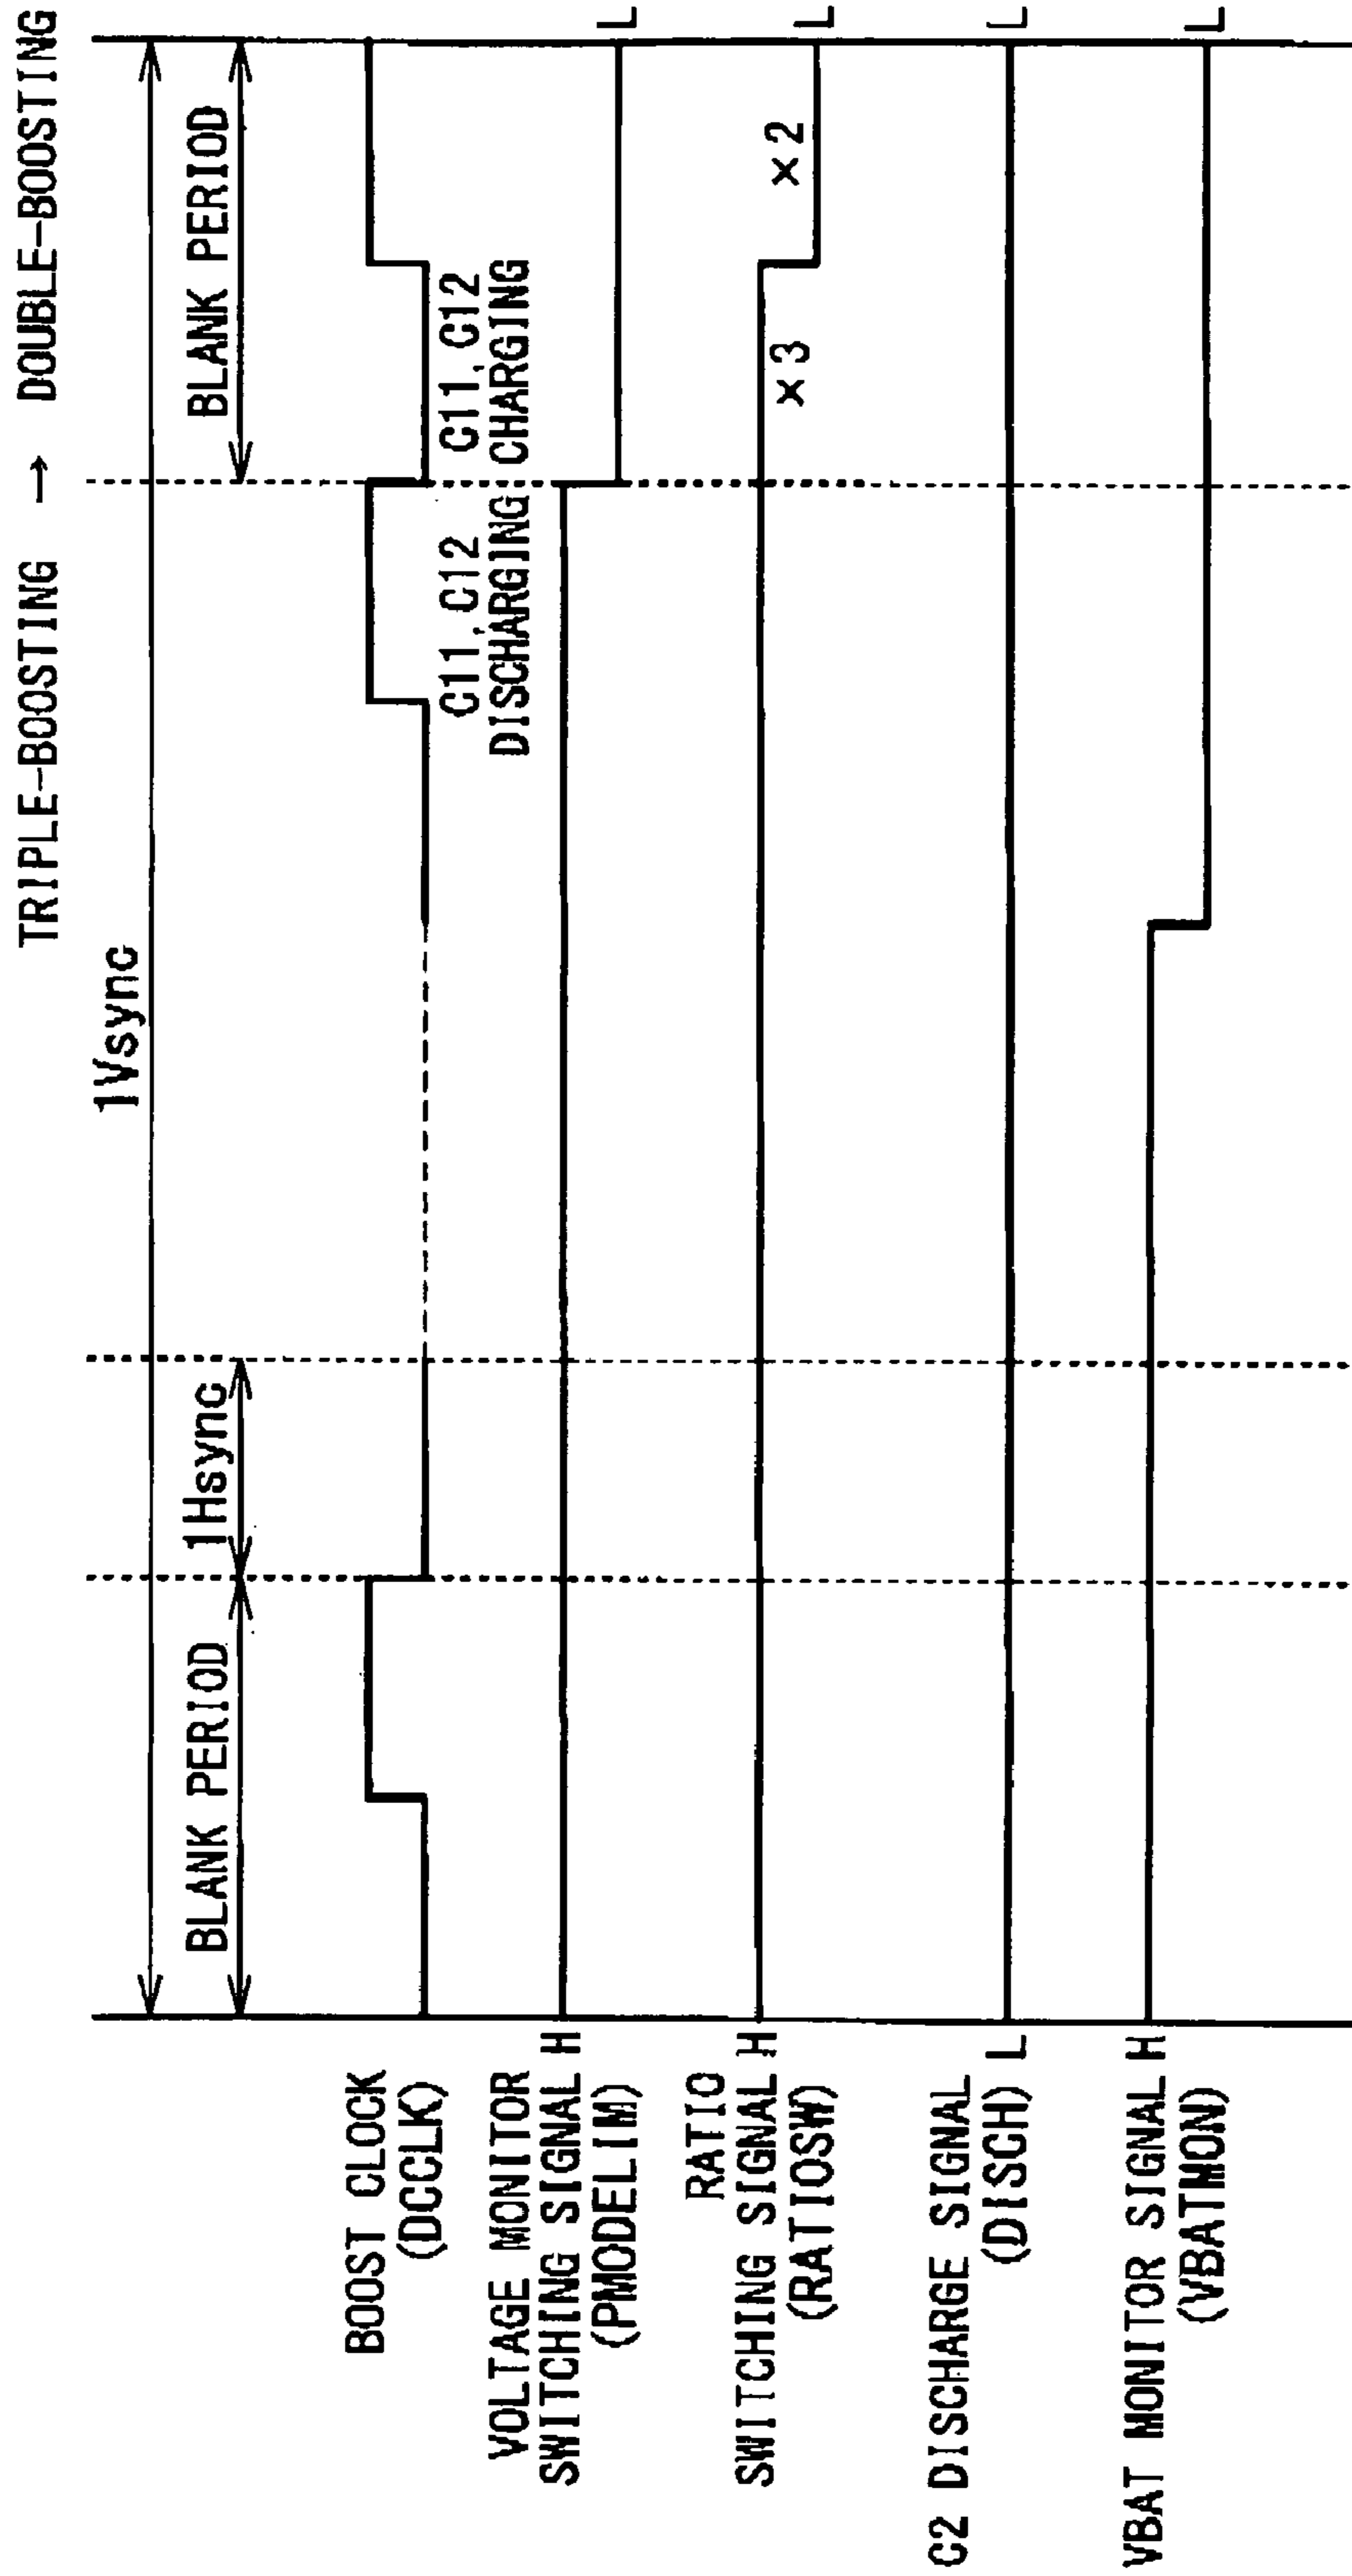 TRIPLE-BOOSTING → DOUBLE-BOOSTING
1Vsync
BLANK PERIOD
1Hsync
BLANK PERIOD
BOOST CLOCK
(DCCLK)
C11, C12
DISCHARGING
C11, C12
CHARGING
VOLTAGE MONITOR
SWITCHING SIGNAL H
(PMODELIM)
L
RATIO
SWITCHING SIGNAL H
(RATIOSW)
×3
×2
L
C2 DISCHARGE SIGNAL L
(DISCH)
L
VBAT MONITOR SIGNAL H
(VBATMON)
L